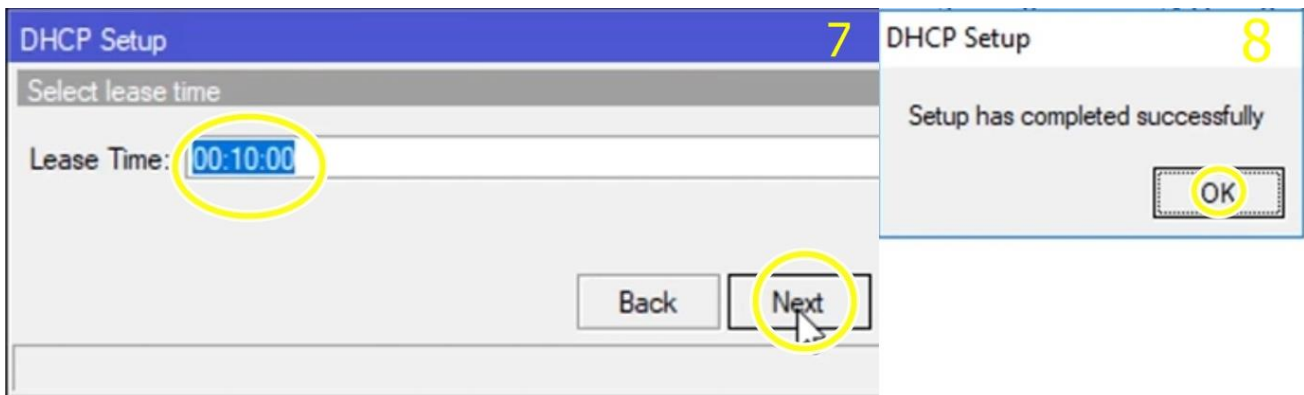 DHCP Setup 7
Select lease time
Lease Time: 00:10:00
Back Next
DHCP Setup 8
Setup has completed successfully
OK